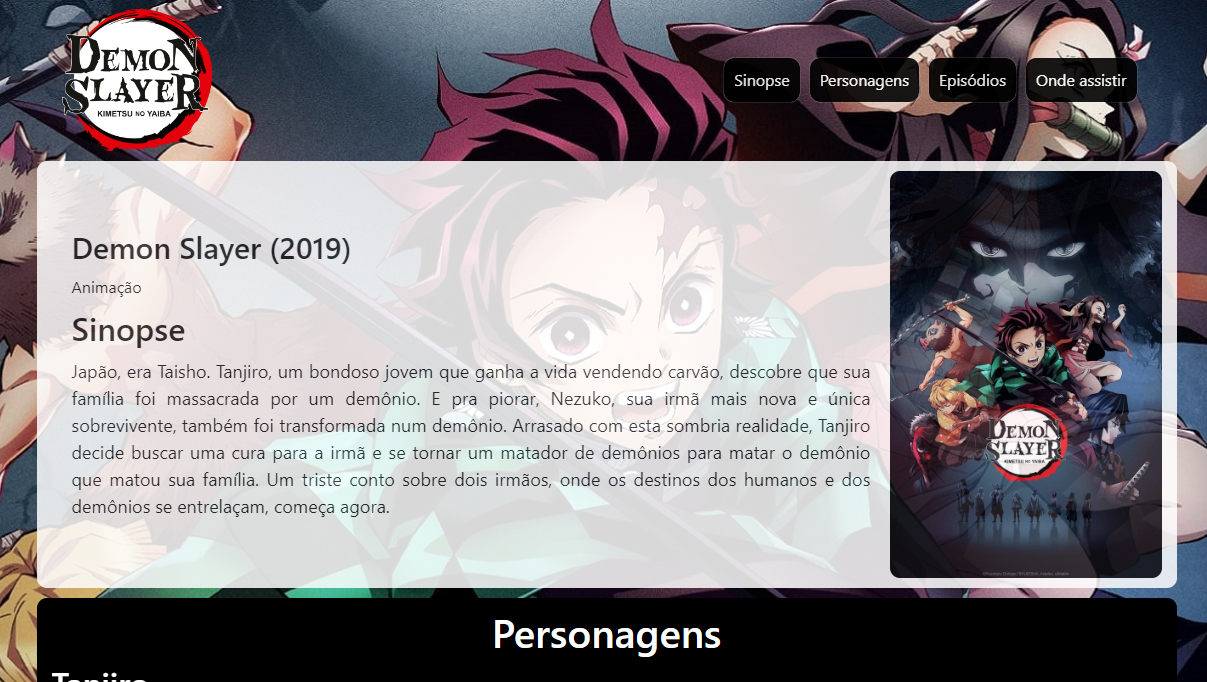 DEMON
SLAYER
KIMETSU NO YAIBA
Sinopse
Personagens
Episódios
Onde assistir
Demon Slayer (2019)
Animação
Sinopse
Japão, era Taisho. Tanjiro, um bondoso jovem que ganha a vida vendendo carvão, descobre que sua
família foi massacrada por um demônio. E pra piorar, Nezuko, sua irmã mais nova e única
sobrevivente, também foi transformada num demônio. Arrasado com esta sombria realidade, Tanjiro
decide buscar uma cura para a irmã e se tornar um matador de demônios para matar o demônio
que matou sua família. Um triste conto sobre dois irmãos, onde os destinos dos humanos e dos
demônios se entrelaçam, começa agora.
DEMON
SLAYER
KIMETSU NO YAIBA
Personagens
Tanjiro